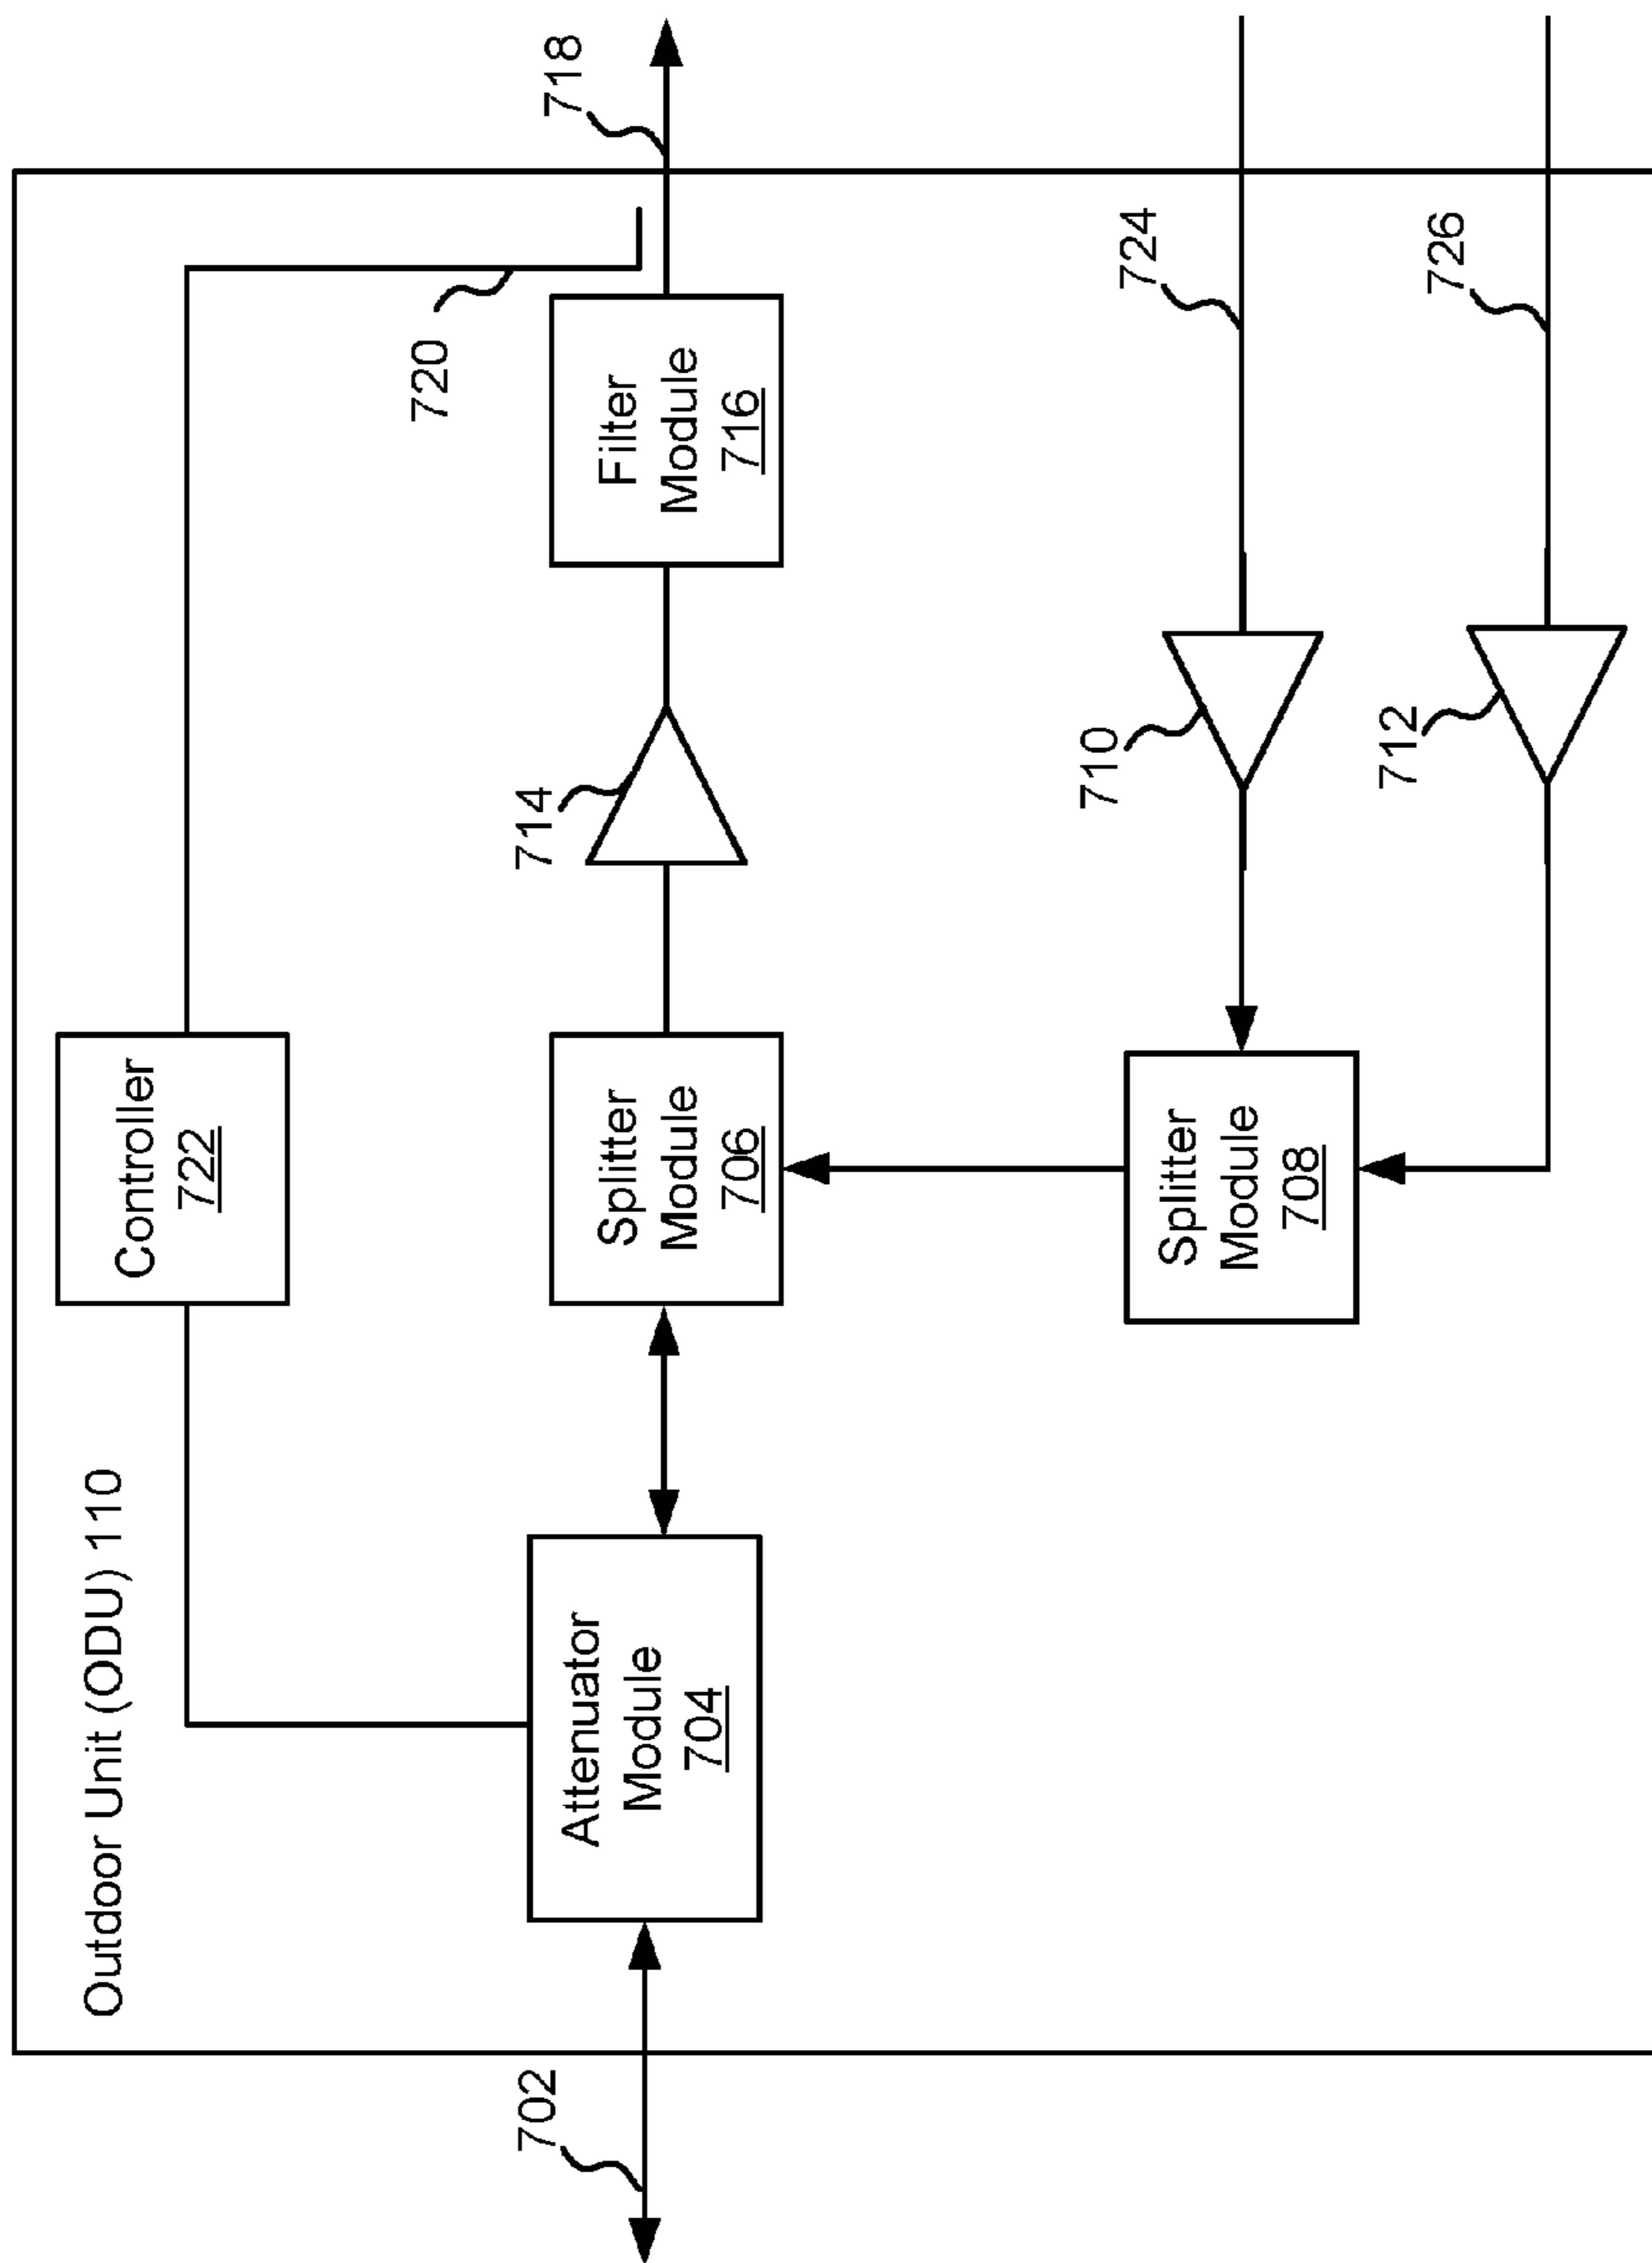 Outdoor Unit (ODU) 110
Controller
722
720
718
702
Attenuator
Module
704
Splitter
Module
706
714
Filter
Module
716
Splitter
Module
708
710
724
712
726